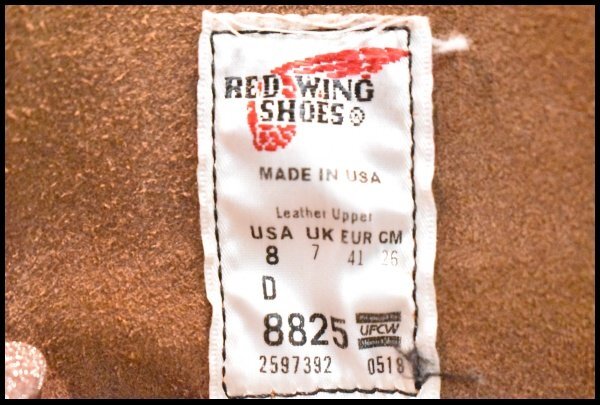 RED WING
SHOES®
MADE IN USA
Leather Upper
USA UK EUR CM
8 7 41 26
D
8825
UFCW
2597392 0518